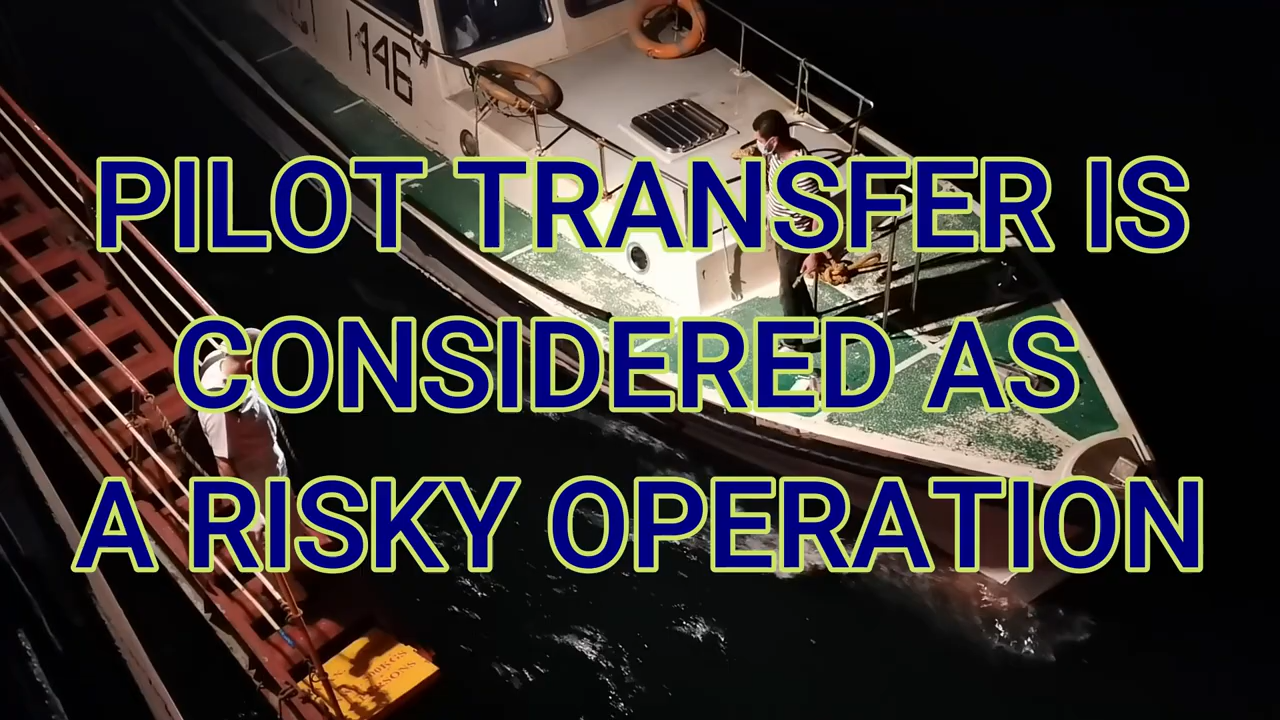 1446
PILOT TRANSFER IS
CONSIDERED AS
A RISKY OPERATION